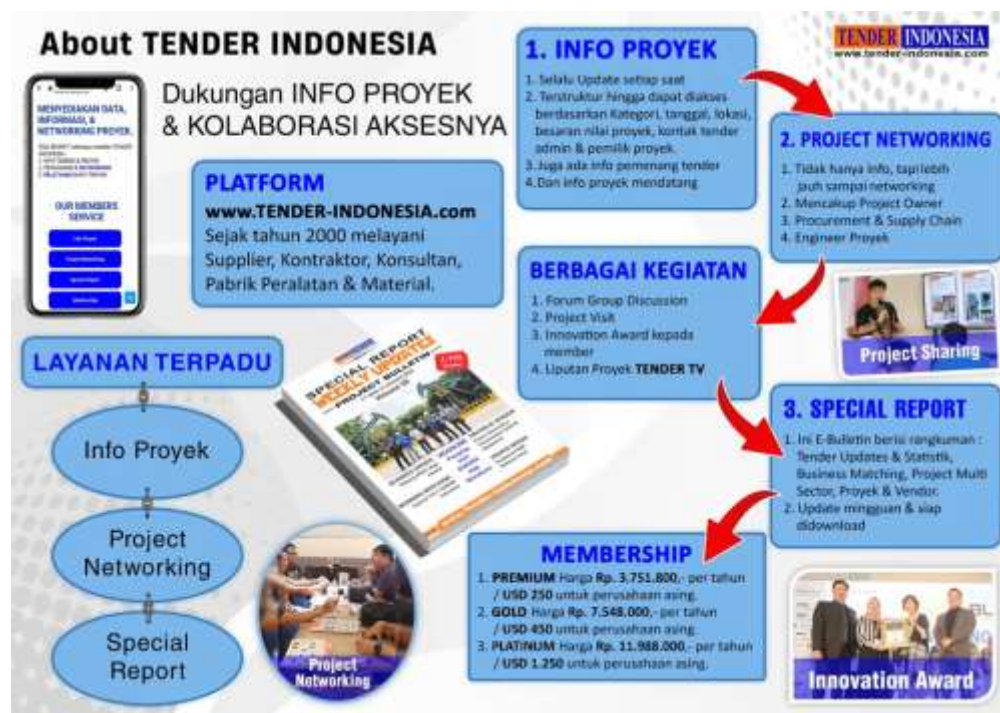 About TENDER INDONESIA
MENYEDIAKAN DATA,
INFORMASI, &
NETWORKING PROYEK.
OUR MEMBERS
SERVICE
Dukungan INFO PROYEK
& KOLABORASI AKSESNYA
PLATFORM
www.TENDER-INDONESIA.com
Sejak tahun 2000 melayani
Supplier, Kontraktor, Konsultan,
Pabrik Peralatan & Material.
LAYANAN TERPADU
Info Proyek
Project
Networking
Special
Report
SPECIAL REPORT
WEEKLY UPDATES
PROJECT BULLETIN
Project
Networking
1. INFO PROYEK
1. Selalu Update setiap saat
2. Terstruktur hingga dapat diakses
berdasarkan Kategori, tanggal, lokasi,
besaran nilai proyek, kontak tender
admin & pemilik proyek.
3. Juga ada info pemenang tender
4. Dan info proyek mendatang
TENDER INDONESIA
www.tender-indonesia.com
2. PROJECT NETWORKING
1. Tidak hanya info, tapi lebih
jauh sampai networking
2. Mencakup Project Owner
3. Procurement & Supply Chain
4. Engineer Proyek
BERBAGAI KEGIATAN
1. Forum Group Discussion
2. Project Visit
3. Innovation Award kepada
member
4. Liputan Proyek TENDER TV
Project Sharing
3. SPECIAL REPORT
1. Ini E-Bulletin berisi rangkuman :
Tender Updates & Statistik,
Business Matching, Project Multi
Sector, Proyek & Vendor.
2. Update mingguan & siap
didownload
MEMBERSHIP
1. PREMIUM Harga Rp. 3.751.800,- per tahun
/ USD 250 untuk perusahaan asing.
2. GOLD Harga Rp. 7.548.000,- per tahun
/ USD 450 untuk perusahaan asing.
3. PLATINUM Harga Rp. 11.988.000,- per tahun
/ USD 1.250 untuk perusahaan asing.
Innovation Award